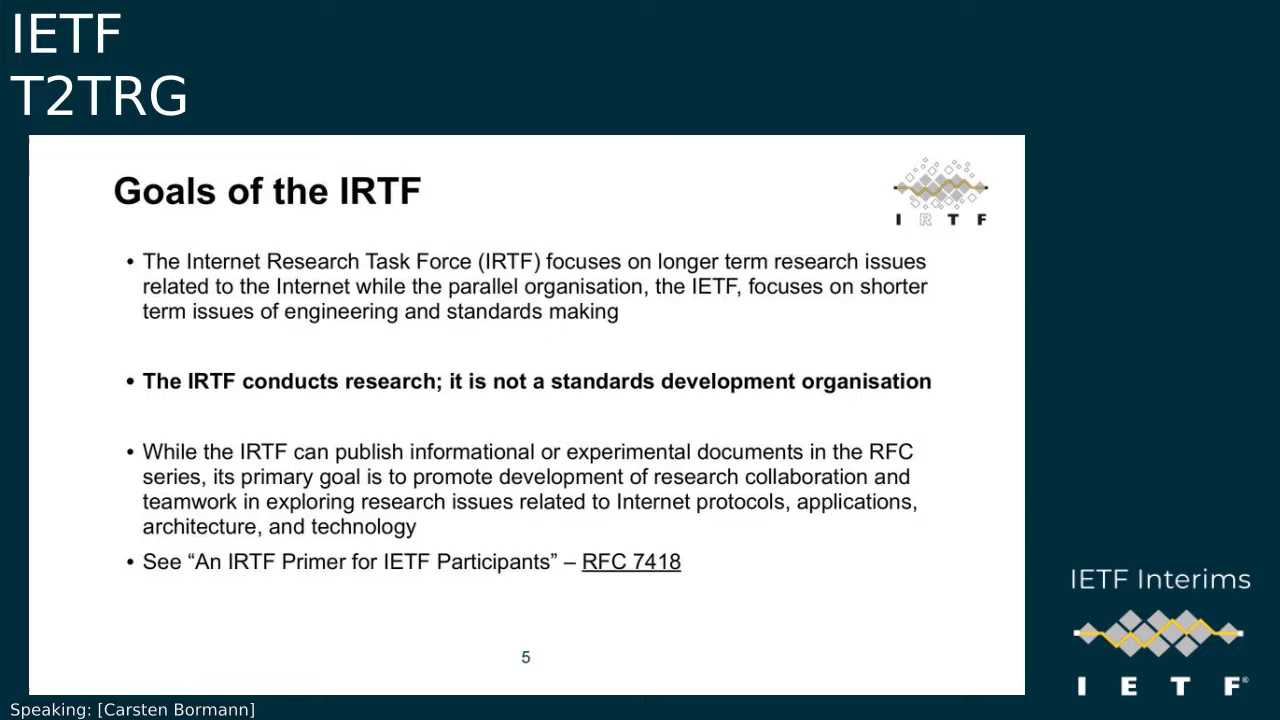 IETF
T2TRG
Goals of the IRTF
I R T F
• The Internet Research Task Force (IRTF) focuses on longer term research issues
related to the Internet while the parallel organisation, the IETF, focuses on shorter
term issues of engineering and standards making
• The IRTF conducts research; it is not a standards development organisation
• While the IRTF can publish informational or experimental documents in the RFC
series, its primary goal is to promote development of research collaboration and
teamwork in exploring research issues related to Internet protocols, applications,
architecture, and technology
• See “An IRTF Primer for IETF Participants” – RFC 7418
5
IETF Interims
I E T F®
Speaking: [Carsten Bormann]